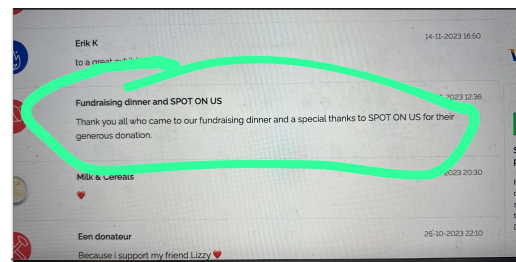 Erik K
14-11-2023 16:50
to a great
Fundraising dinner and SPOT ON US
2023 12:36
Thank you all who came to our fundraising dinner and a special thanks to SPOT ON US for their
generous donation.
Milk & Cereals
2023 20:30
❤️
Een donateur
26-10-2023 22:10
Because i support my friend Lizzy ❤️